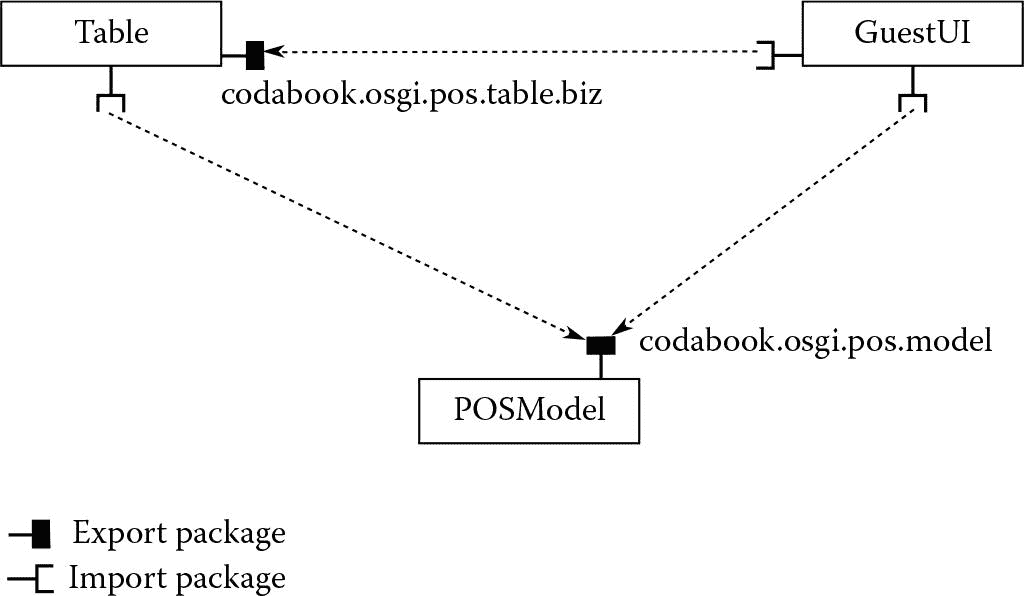 Table
GuestUI
codabook.osgi.pos.table.biz
codabook.osgi.pos.model
POSModel
Export package
Import package